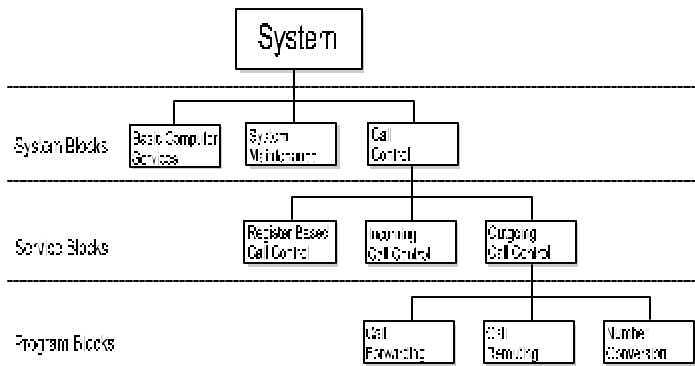 System
System Blocks
Basic Computer
Services
System
Maintenance
Call
Control
Service Blocks
Register Based
Call Control
Incoming
Call Control
Outgoing
Call Control
Program Blocks
Call
Forwarding
Call
Rerouting
Number
Conversion